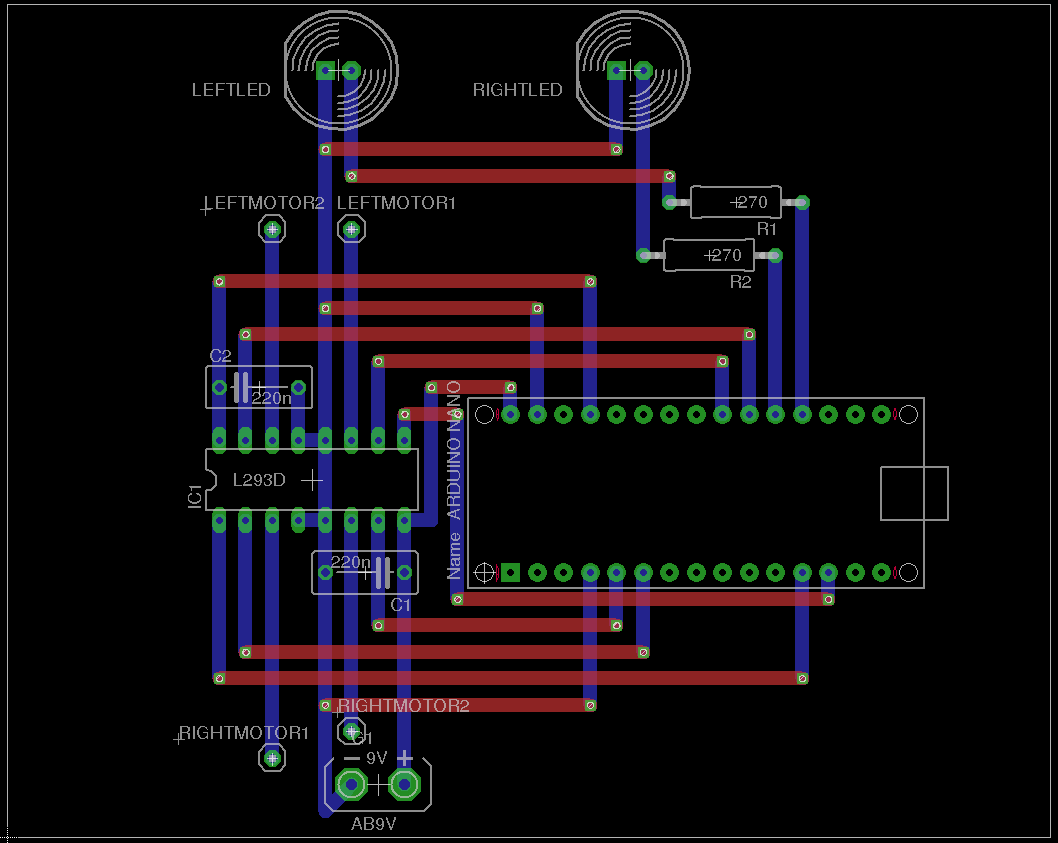 LEFTLED
RIGHTLED
LEFTMOTOR2
LEFTMOTOR1
270
R1
270
R2
C2
220n
IC1
L293D
Name ARDUINO NANO
220n
C1
RIGHTMOTOR2
RIGHTMOTOR1
G1
− 9V +
AB9V